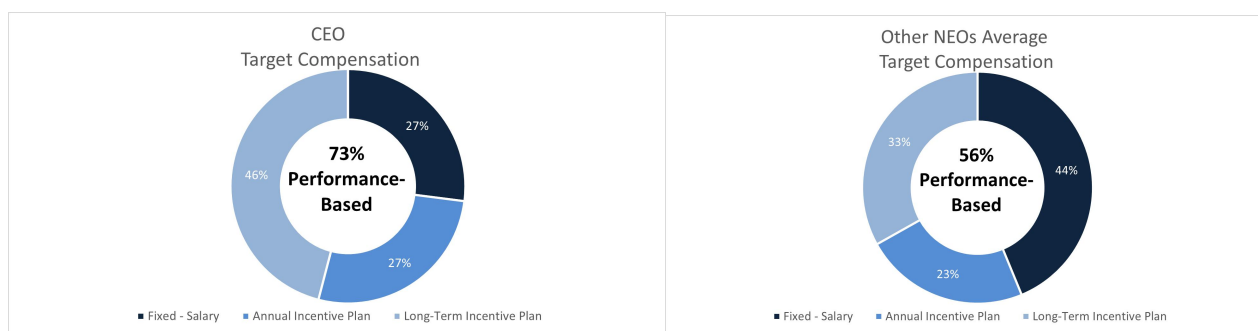 CEO
Target Compensation
27%
73%
Performance-
Based
46%
27%
Fixed - Salary
Annual Incentive Plan
Long-Term Incentive Plan
Other NEOs Average
Target Compensation
33%
56%
Performance-
Based
44%
23%
Fixed - Salary
Annual Incentive Plan
Long-Term Incentive Plan